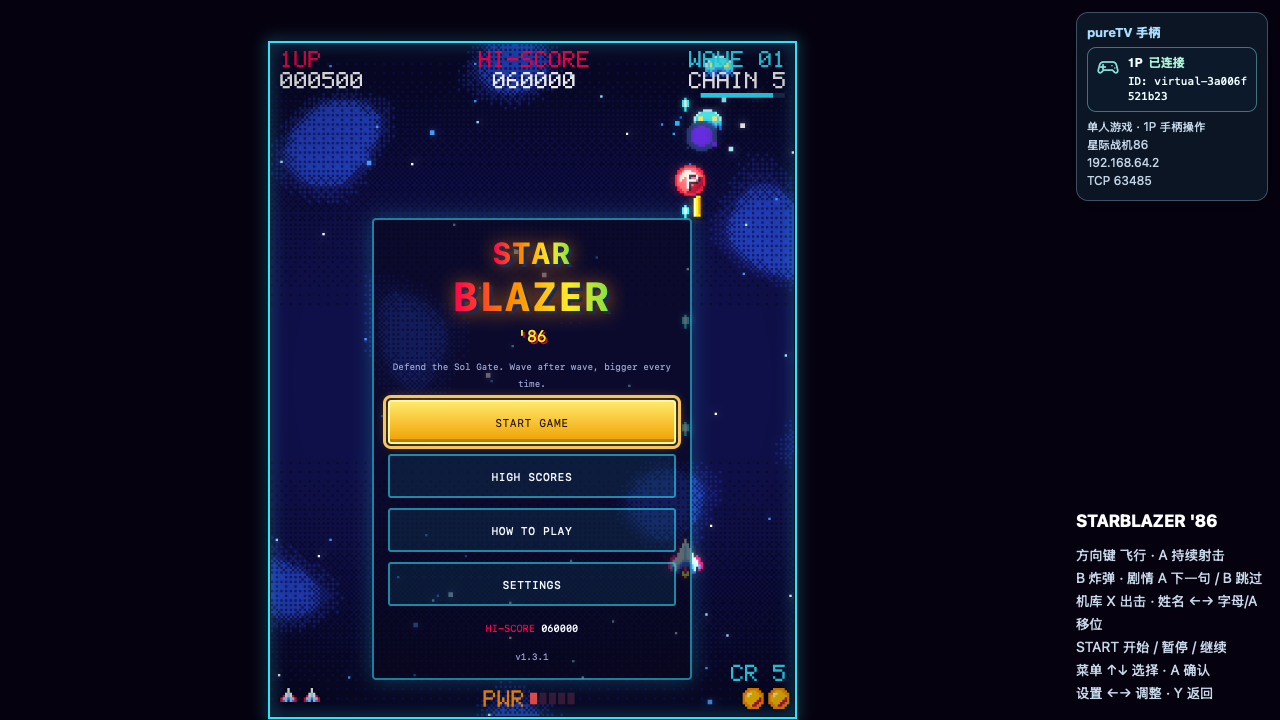 1UP
000500
HI-SCORE
060000
WAVE 01
CHAIN 5
P
STAR
BLAZER
'86
Defend the Sol Gate. Wave after wave, bigger every
time.
START GAME
HIGH SCORES
HOW TO PLAY
SETTINGS
HI-SCORE 060000
v1.3.1
CR 5
PWR
pureTV 手柄
1P 已连接
ID: virtual-3a006f
521b23
单人游戏 · 1P 手柄操作
星际战机86
192.168.64.2
TCP 63485
STARBLAZER '86
方向键 飞行 · A 持续射击
B 炸弹 · 剧情 A 下一句 / B 跳过
机库 X 出击 · 姓名 ←→ 字母/A
移位
START 开始 / 暂停 / 继续
菜单 ↑↓ 选择 · A 确认
设置 ←→ 调整 · Y 返回